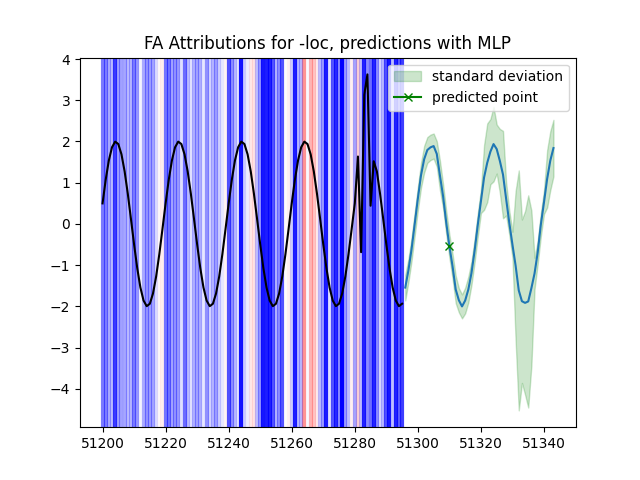 FA Attributions for -loc, predictions with MLP
4
3
2
1
0
−1
−2
−3
−4
standard deviation
predicted point
51200 51220 51240 51260 51280 51300 51320 51340